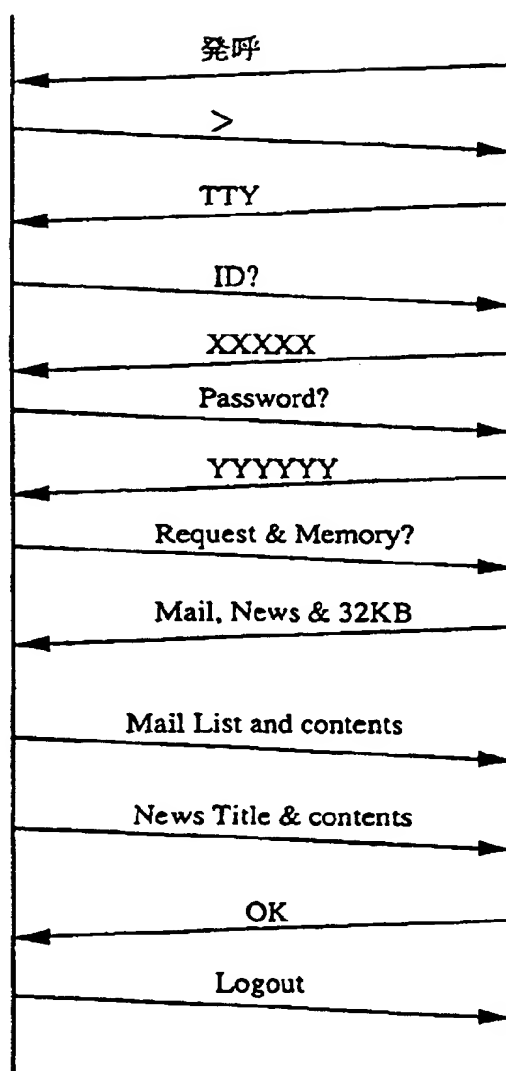 発呼
>
TTY
ID?
XXXXX
Password?
YYYYYY
Request & Memory?
Mail, News & 32KB
Mail List and contents
News Title & contents
OK
Logout